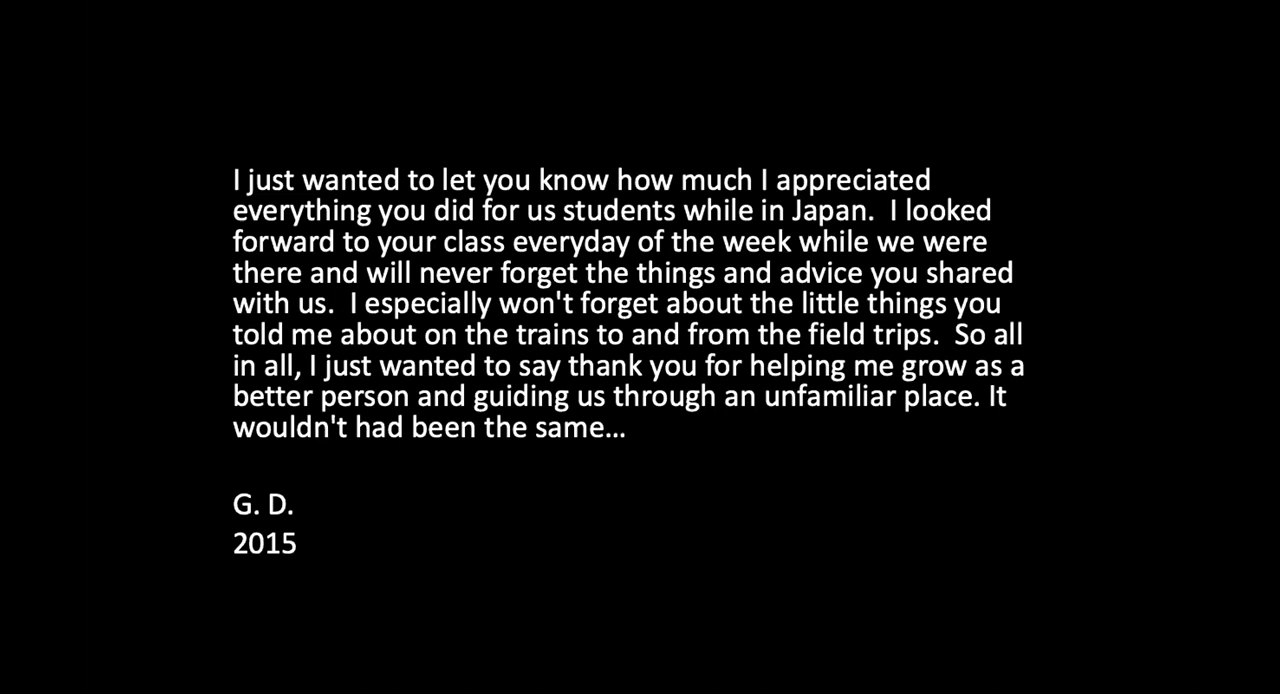 I just wanted to let you know how much I appreciated
everything you did for us students while in Japan.  I looked
forward to your class everyday of the week while we were
there and will never forget the things and advice you shared
with us.  I especially won't forget about the little things you
told me about on the trains to and from the field trips.  So all
in all, I just wanted to say thank you for helping me grow as a
better person and guiding us through an unfamiliar place. It
wouldn't had been the same...
G. D.
2015